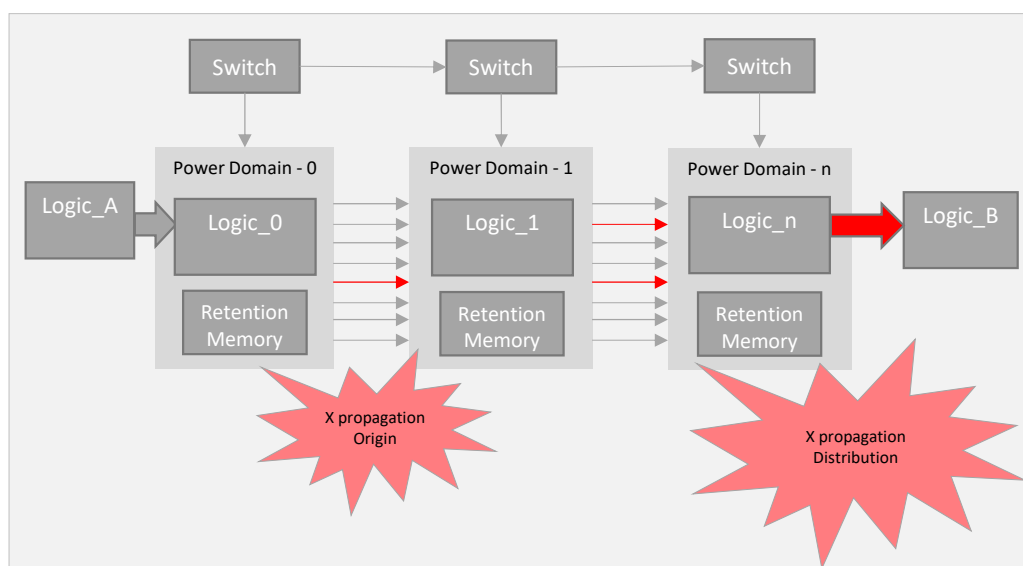 Switch
Switch
Switch
Power Domain - 0
Power Domain - 1
Power Domain - n
Logic_A
Logic_0
Logic_1
Logic_n
Logic_B
Retention
Memory
Retention
Memory
Retention
Memory
X propagation
Origin
X propagation
Distribution